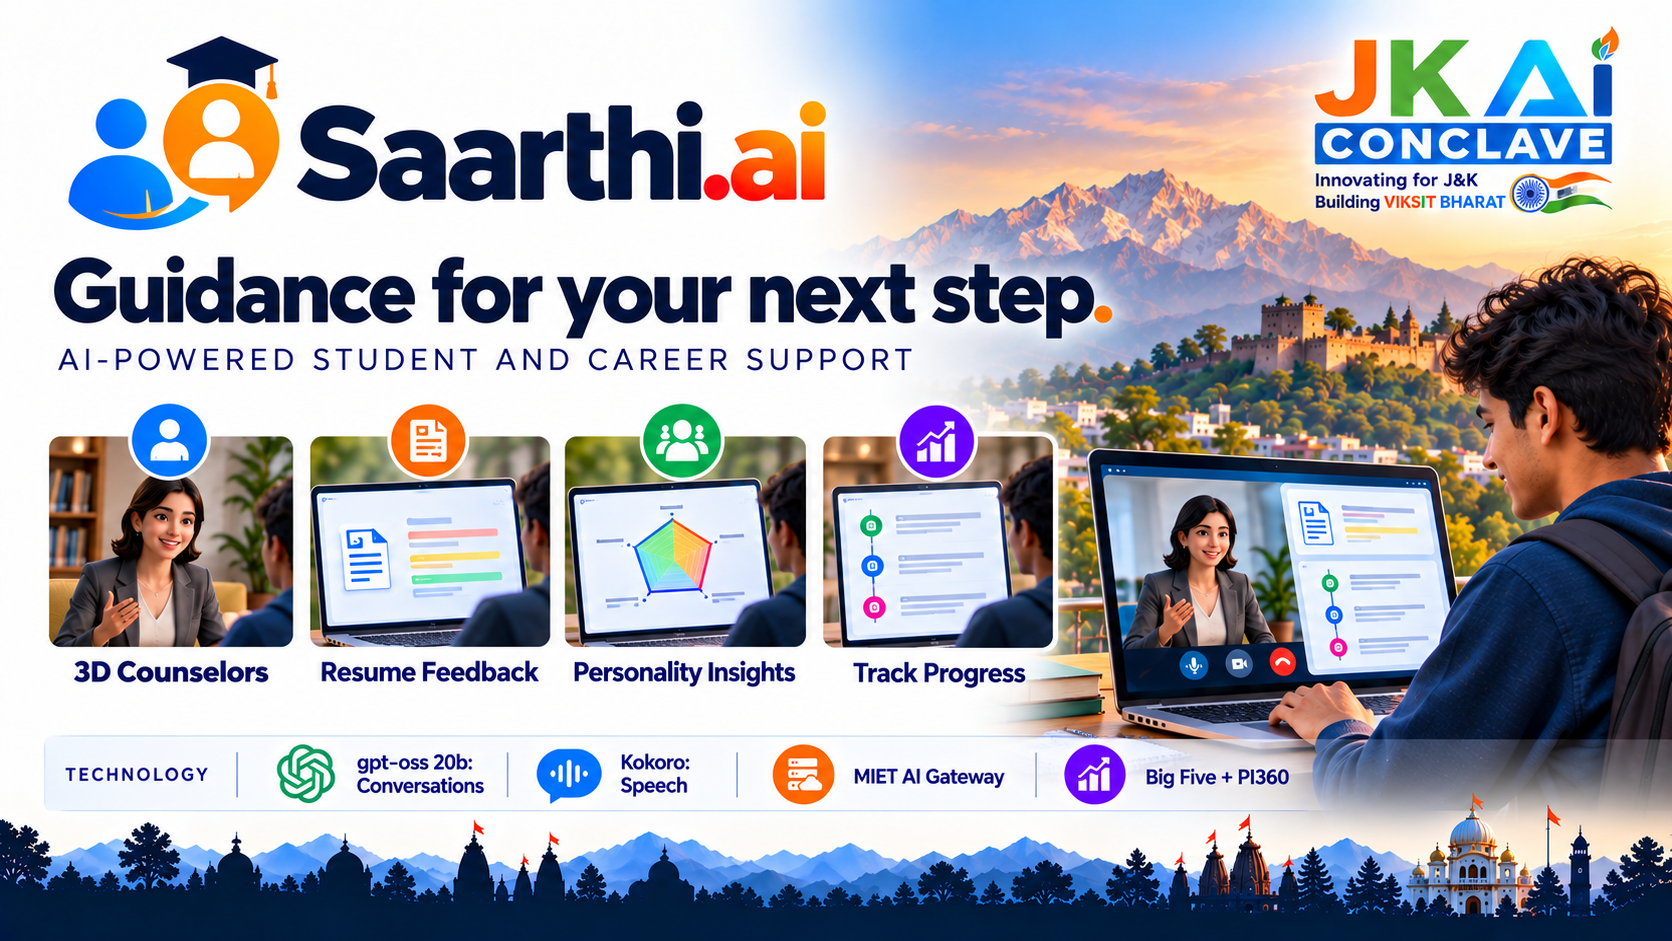 Saarthi.ai
JK Ai
CONCLAVE
Innovating for J&K
Building VIKSIT BHARAT
Guidance for your next step.
AI-POWERED STUDENT AND CAREER SUPPORT
3D Counselors
Resume Feedback
Personality Insights
Track Progress
TECHNOLOGY
gpt-oss 20b:
Conversations
Kokoro:
Speech
MIET AI Gateway
Big Five + PI360